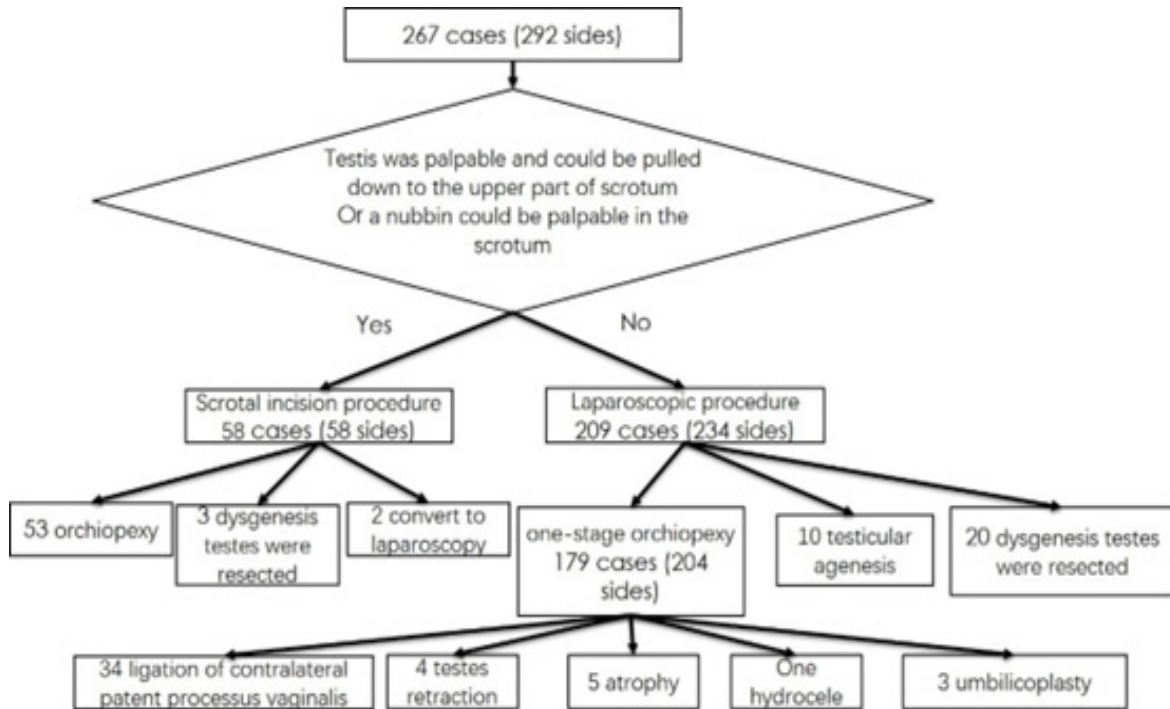 267 cases (292 sides)
Testis was palpable and could be pulled
down to the upper part of scrotum
Or a nubbin could be palpable in the
scrotum
Yes
No
Scrotal incision procedure
58 cases (58 sides)
Laparoscopic procedure
209 cases (234 sides)
53 orchiopexy
3 dysgenesis
testes were
resected
2 convert to
laparoscopy
one-stage orchiopexy
179 cases (204
sides)
10 testicular
agenesis
20 dysgenesis testes
were resected
34 ligation of contralateral
patent processus vaginalis
4 testes
retraction
5 atrophy
One
hydrocele
3 umbilicoplasty